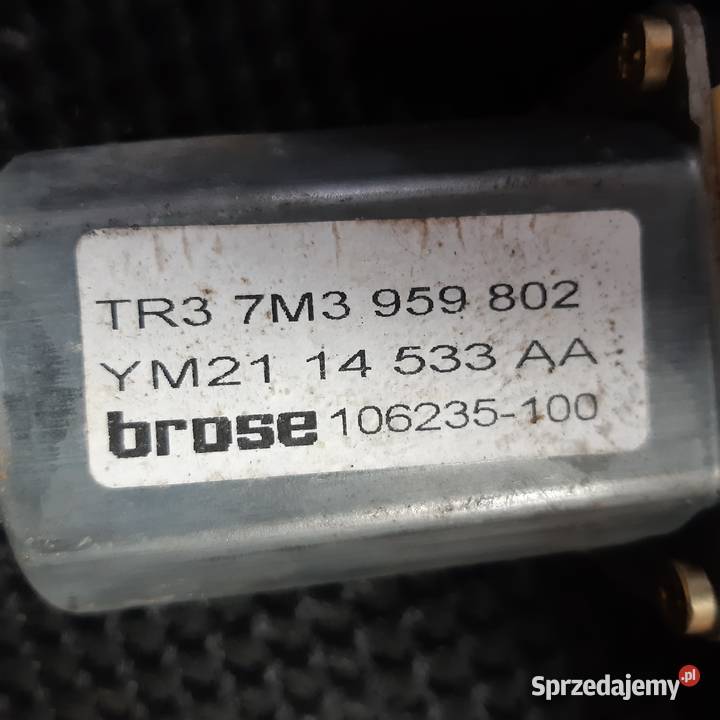 TR3 7M3 959 802
YM21 14 533 AA
brose 106235-100
Sprzedajemy.pl